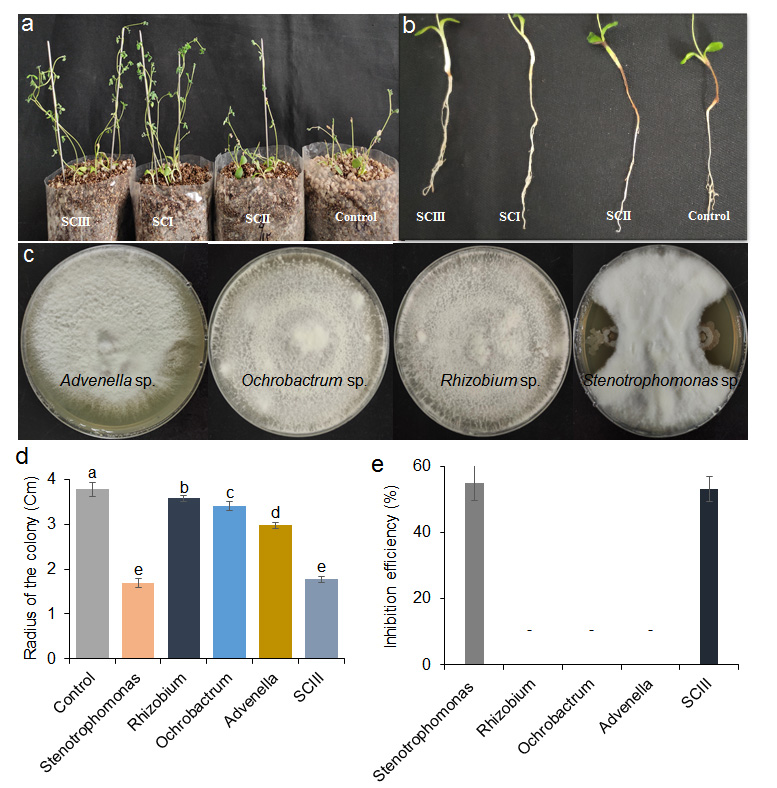 a
SCIII
SCI
SCII
Control
b
SCIII
SCI
SCII
Control
c
Advenella sp.
Ochrobactrum sp.
Rhizobium sp.
Stenotrophomonas sp
d
Radius of the colony (Cm)
4
3
2
1
0
a
e
b
c
d
e
Control
Stenotrophomonas
Rhizobium
Ochrobactrum
Advenella
SCIII
e
Inhibition efficiency (%)
60
40
20
0
-
-
-
Stenotrophomonas
Rhizobium
Ochrobactrum
Advenella
SCIII